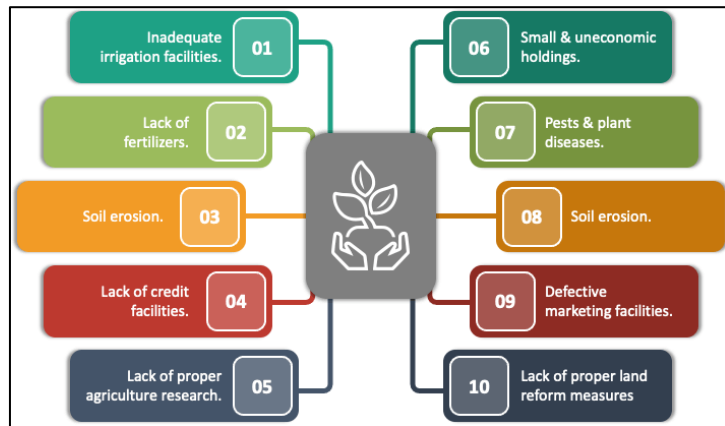 Inadequate
irrigation facilities.
01
Lack of
fertilizers.
02
Soil erosion.
03
Lack of credit
facilities.
04
Lack of proper
agriculture research.
05
06
Small & uneconomic
holdings.
07
Pests & plant
diseases.
08
Soil erosion.
09
Defective
marketing facilities.
10
Lack of proper land
reform measures